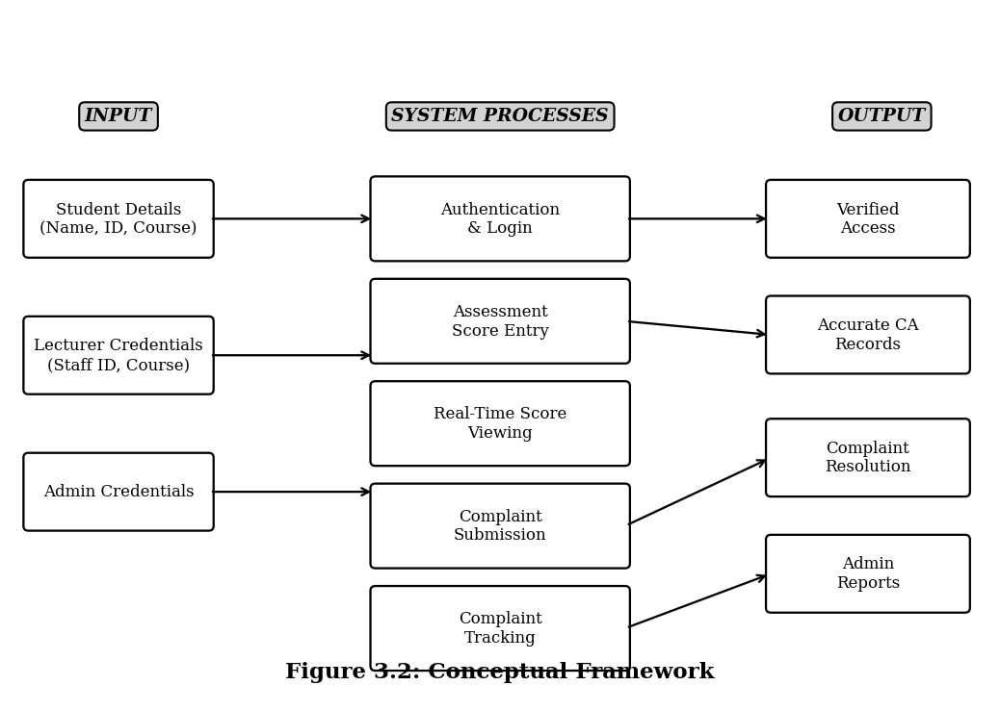 INPUT
SYSTEM PROCESSES
OUTPUT
Student Details
(Name, ID, Course)
Authentication
& Login
Verified
Access
Assessment
Score Entry
Accurate CA
Records
Lecturer Credentials
(Staff ID, Course)
Real-Time Score
Viewing
Complaint
Resolution
Admin Credentials
Complaint
Submission
Admin
Reports
Complaint
Tracking
Figure 3.2: Conceptual Framework